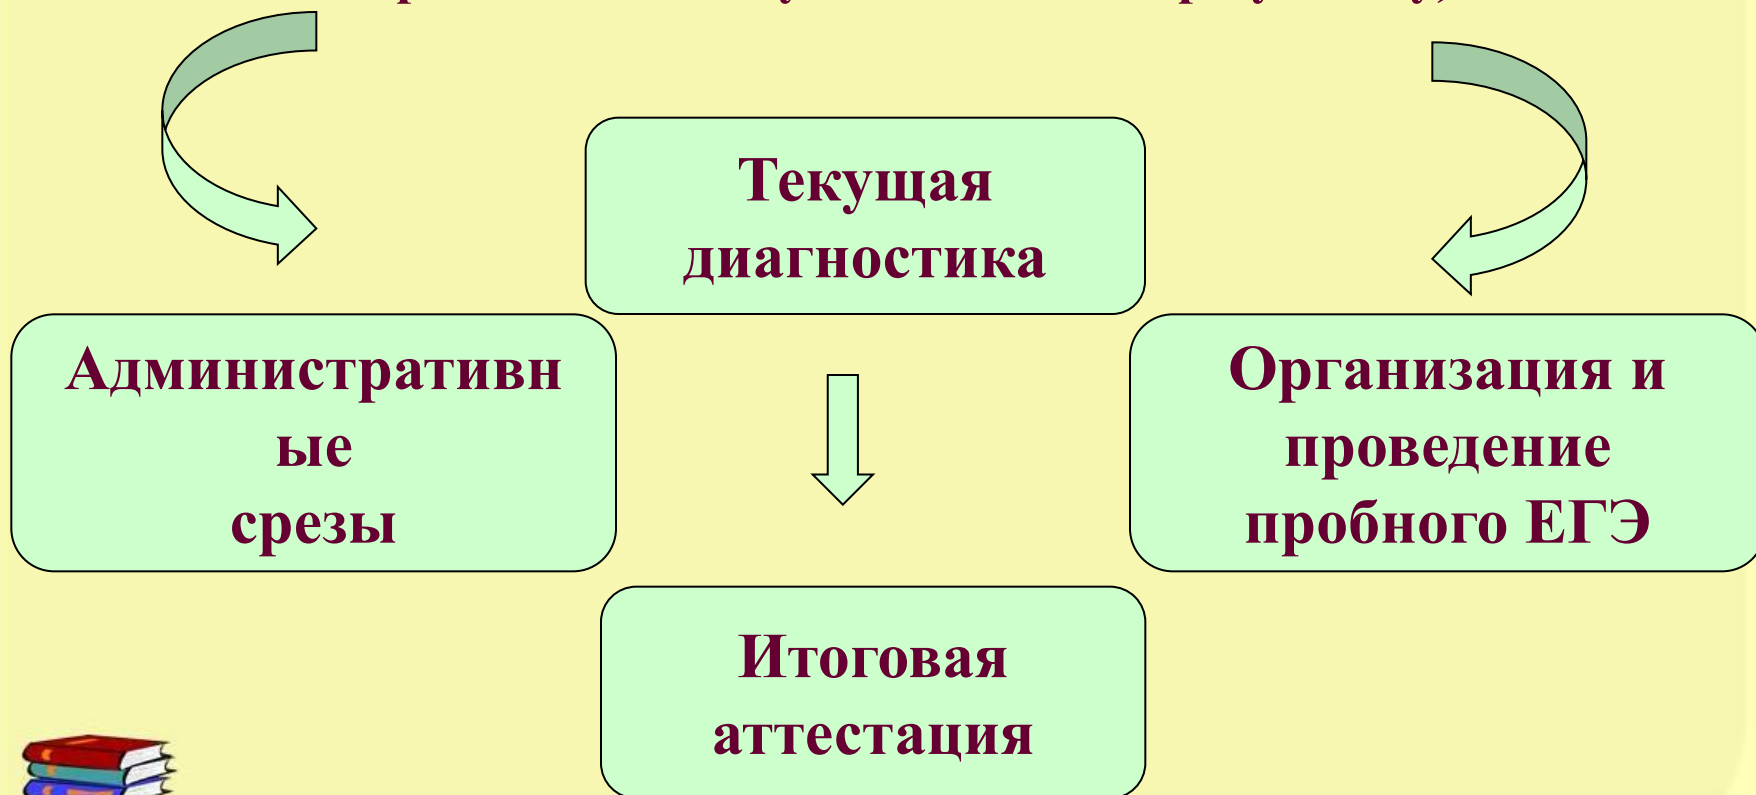 Текущая
диагностика
Административн
ые
срезы
Организация и
проведение
пробного ЕГЭ
Итоговая
аттестация